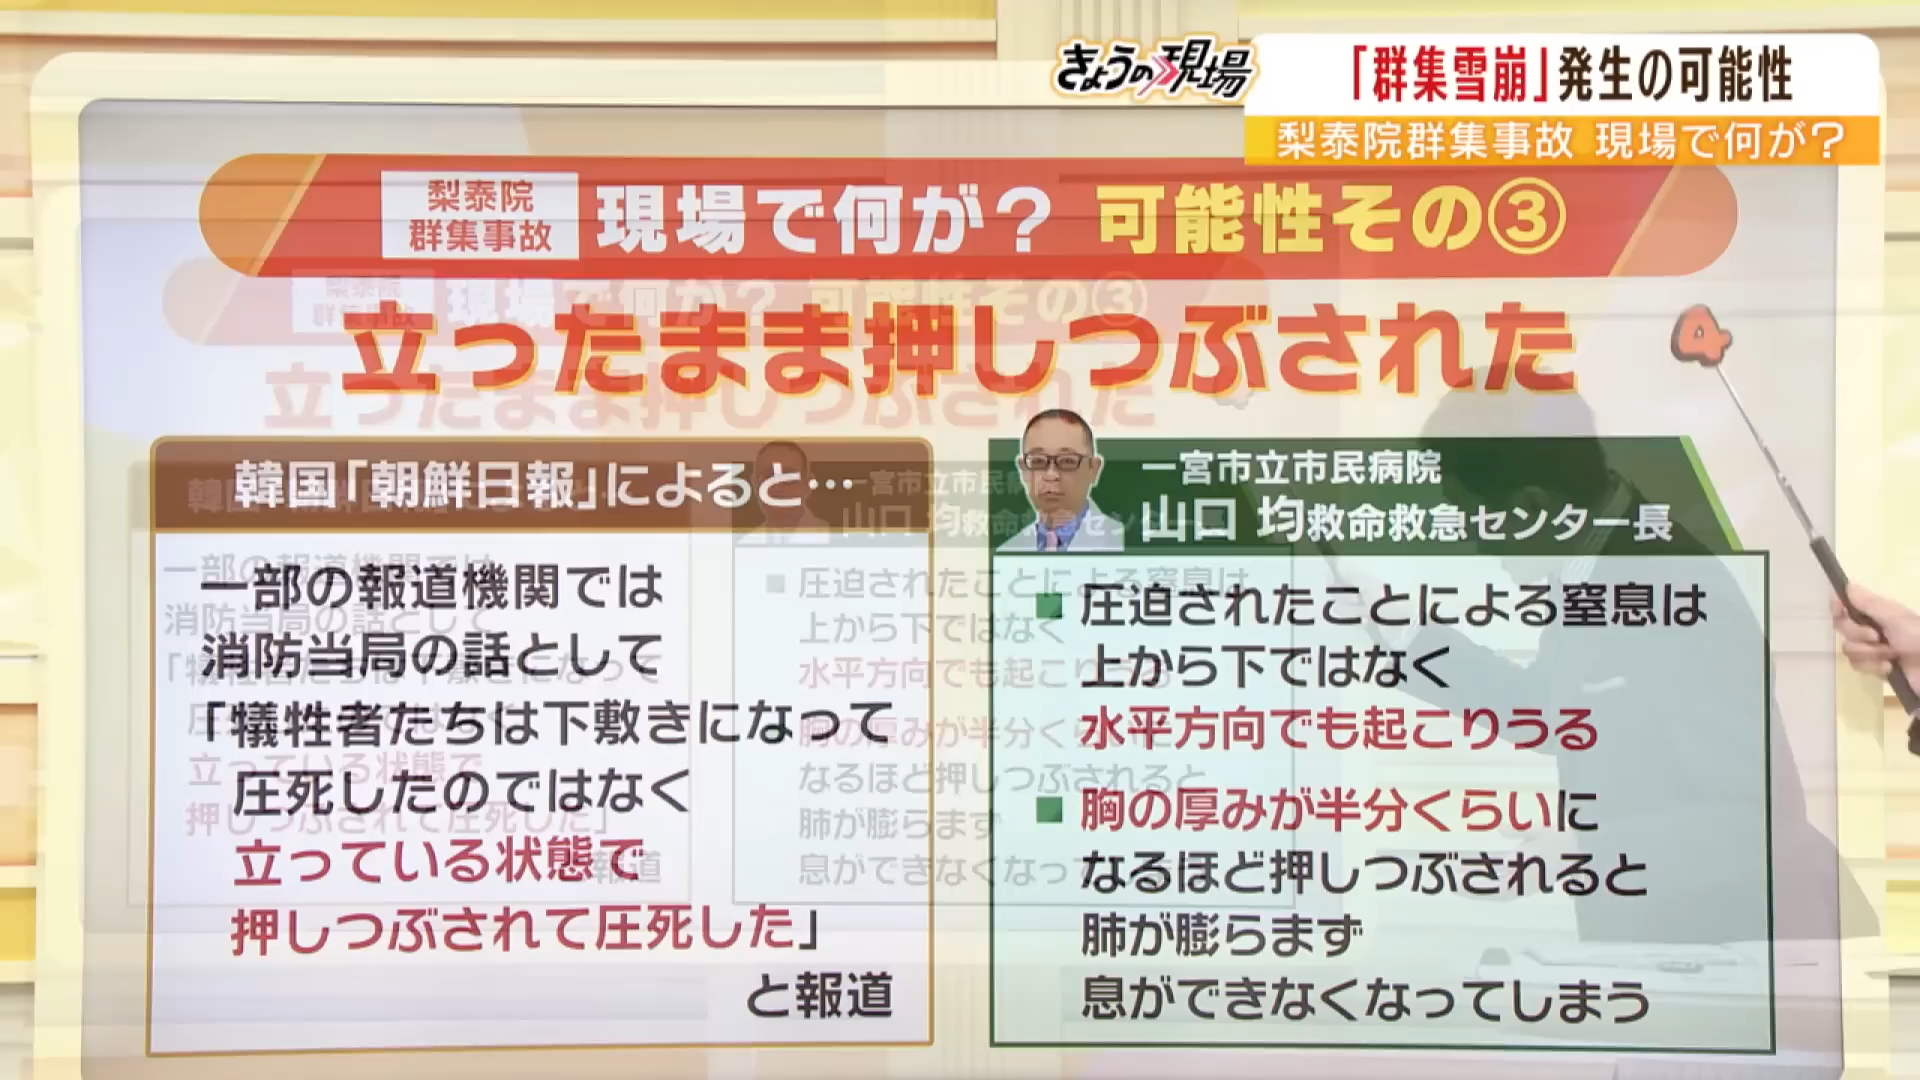 きょうの現場
「群集雪崩」発生の可能性
梨泰院群集事故 現場で何が？
梨泰院
群集事故
現場で何が？ 可能性その③
立ったまま押しつぶされた
4
韓国「朝鮮日報」によると…
一部の報道機関では
消防当局の話として
「犠牲者たちは下敷きになって
圧死したのではなく
立っている状態で
押しつぶされて圧死した」
と報道
一宮市立市民病院
山口 均救命救急センター長
圧迫されたことによる窒息は
上から下ではなく
水平方向でも起こりうる
胸の厚みが半分くらいに
なるほど押しつぶされると
肺が膨らまず
息ができなくなってしまう